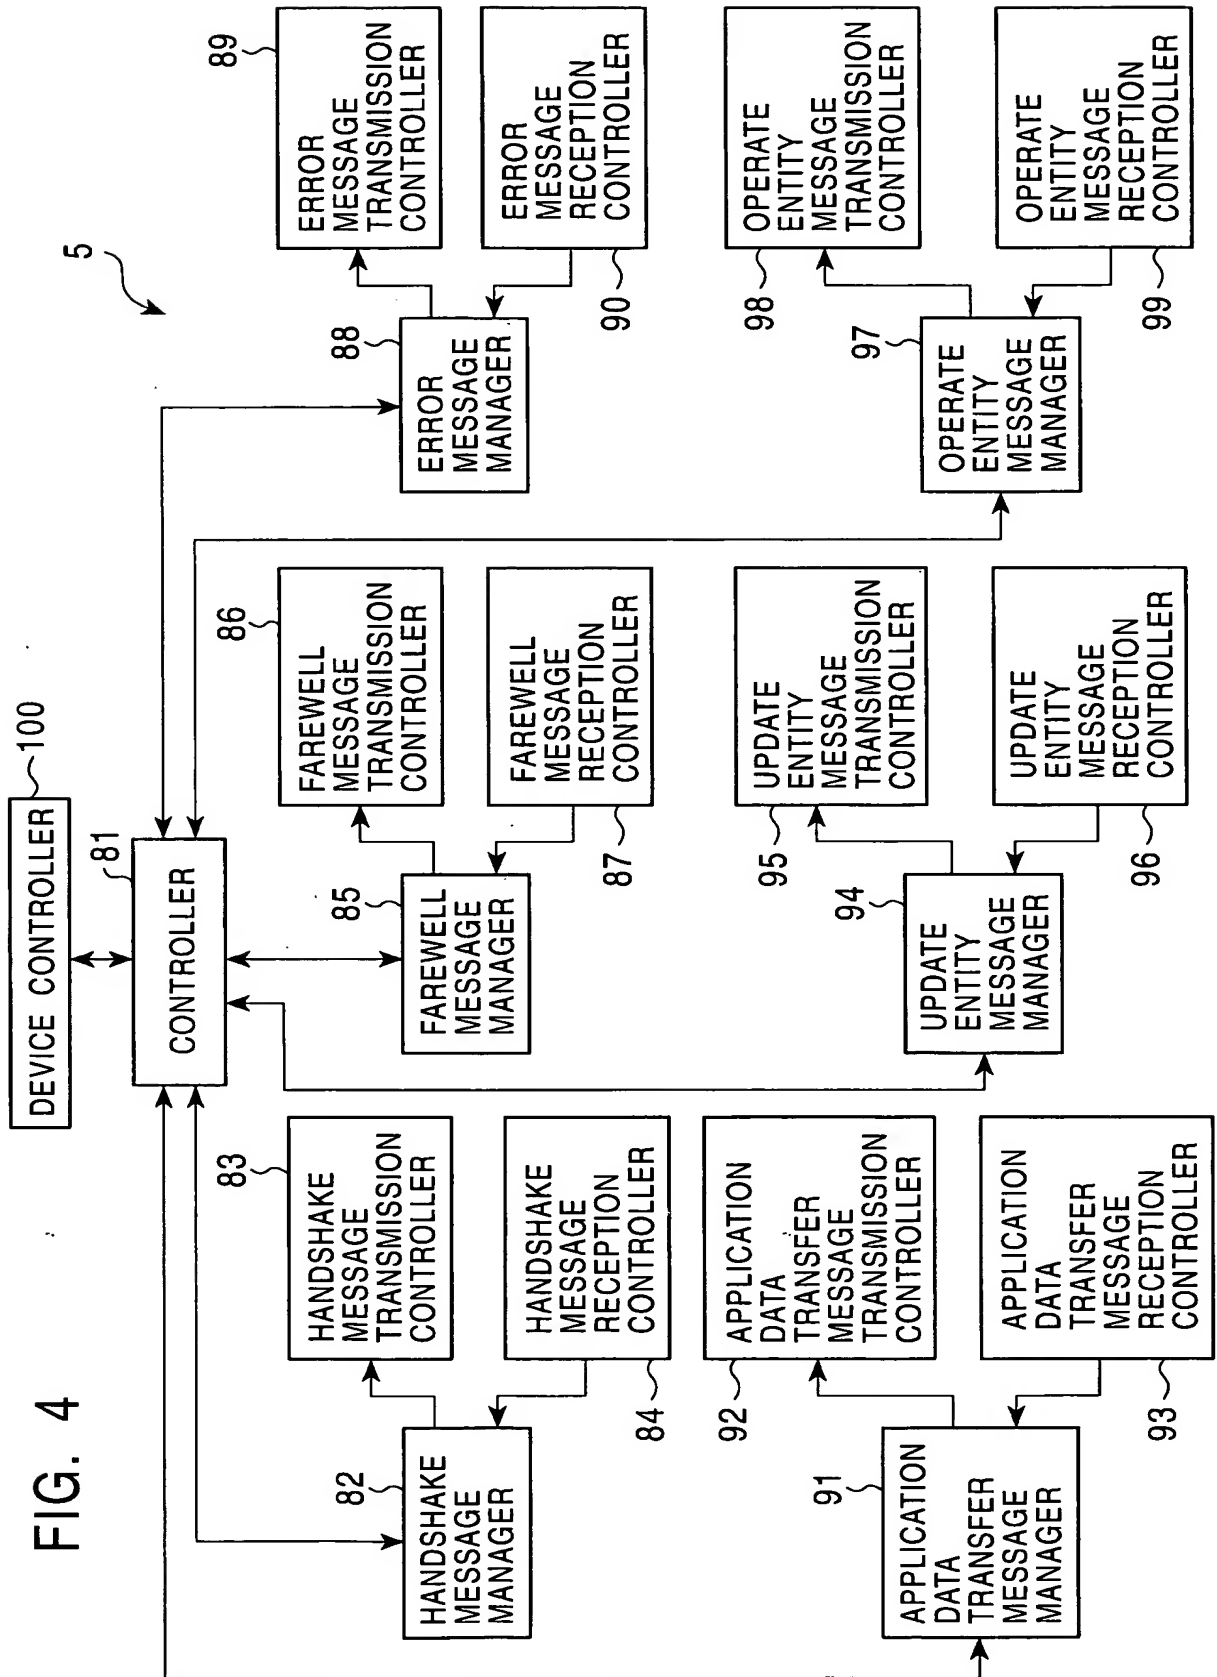 FIG. 4
DEVICE CONTROLLER
100
81
CONTROLLER
5
82
HANDSHAKE
MESSAGE
MANAGER
83
HANDSHAKE
MESSAGE
TRANSMISSION
CONTROLLER
84
HANDSHAKE
MESSAGE
RECEPTION
CONTROLLER
85
FAREWELL
MESSAGE
MANAGER
86
FAREWELL
MESSAGE
TRANSMISSION
CONTROLLER
87
FAREWELL
MESSAGE
RECEPTION
CONTROLLER
88
ERROR
MESSAGE
MANAGER
89
ERROR
MESSAGE
TRANSMISSION
CONTROLLER
90
ERROR
MESSAGE
RECEPTION
CONTROLLER
91
APPLICATION
DATA
TRANSFER
MESSAGE
MANAGER
92
APPLICATION
DATA
TRANSFER
MESSAGE
TRANSMISSION
CONTROLLER
93
APPLICATION
DATA
TRANSFER
MESSAGE
RECEPTION
CONTROLLER
94
UPDATE
ENTITY
MESSAGE
MANAGER
95
UPDATE
ENTITY
MESSAGE
TRANSMISSION
CONTROLLER
96
UPDATE
ENTITY
MESSAGE
RECEPTION
CONTROLLER
97
OPERATE
ENTITY
MESSAGE
MANAGER
98
OPERATE
ENTITY
MESSAGE
TRANSMISSION
CONTROLLER
99
OPERATE
ENTITY
MESSAGE
RECEPTION
CONTROLLER